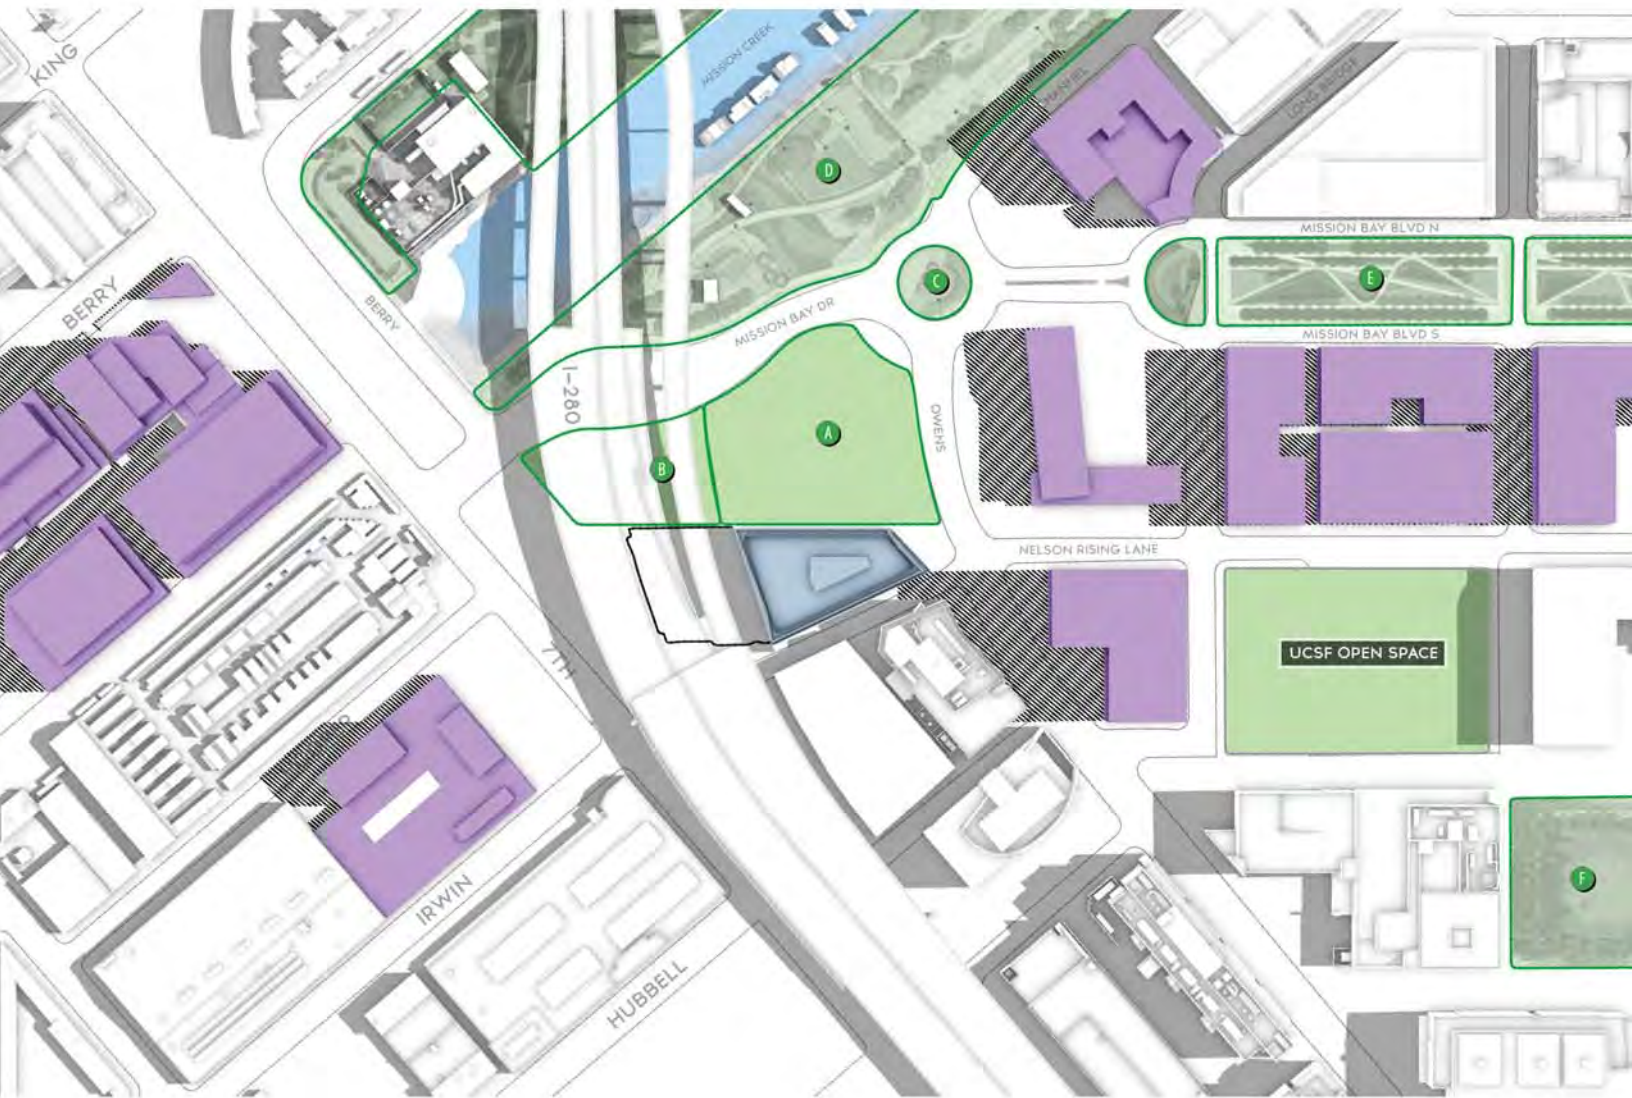 KING
MISSION CREEK
LONG BRIDGE
D
MISSION BAY BLVD N
C
E
BERRY
BERRY
MISSION BAY DR
MISSION BAY BLVD S
I-280
OWENS
A
B
NELSON RISING LANE
7TH
UCSF OPEN SPACE
F
IRWIN
HUBBELL